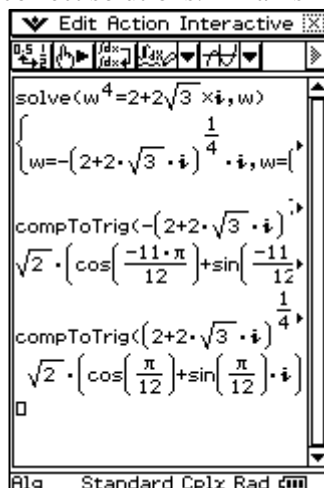 Edit Action Interactive
solve(w^4=2+2√3 ×i,w)
{w=-(2+2·√3·i)^(1/4)·i,w=(
compToTrig(-(2+2·√3·i)
√2·(cos(-11·π/12)+sin(-11/12
compToTrig((2+2·√3·i)^(1/4)
√2·(cos(π/12)+sin(π/12)·i)
Alg Standard Cplx Rad